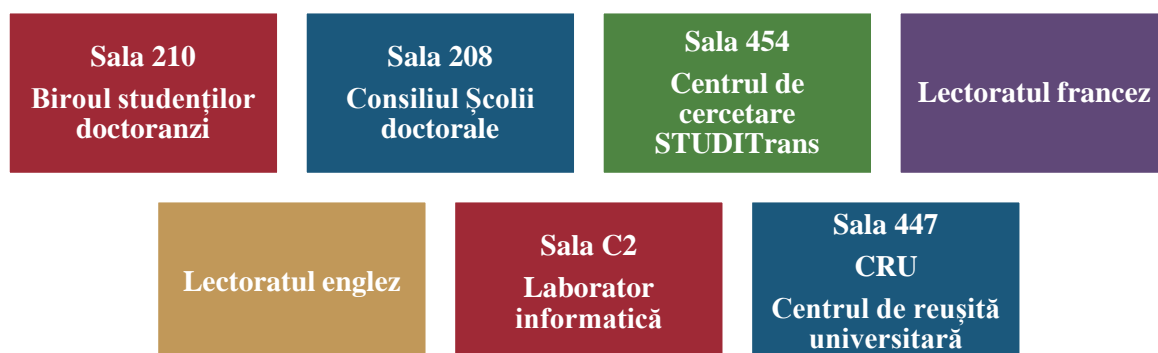 Sala 210
Biroul studenților
doctoranzi
Sala 208
Consiliul Școlii
doctorale
Sala 454
Centrul de
cercetare
STUDITrans
Lectoratul francez
Lectoratul englez
Sala C2
Laborator
informatică
Sala 447
CRU
Centrul de reușită
universitară